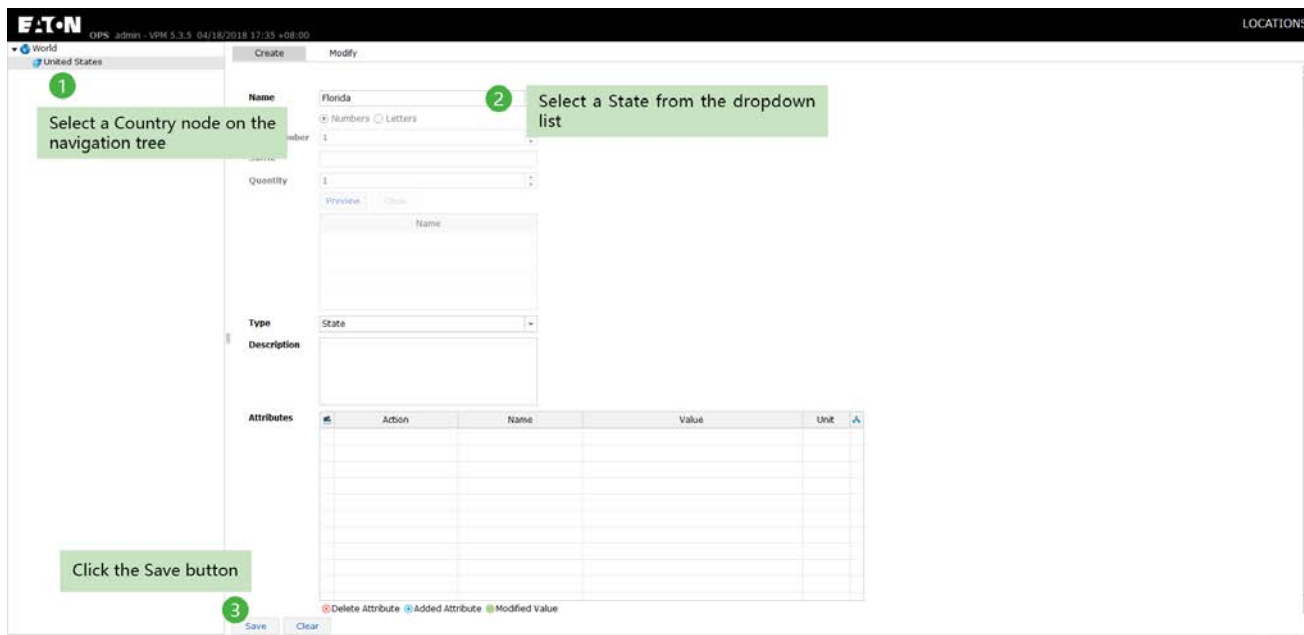 EATON OPS admin - VPM 5.3.5 04/18/2018 17:35 +08:00
LOCATIONS
World
United States
Create Modify
1
Select a Country node on the
navigation tree
Name Florida
2
Select a State from the dropdown
list
Numbers Letters
1
Quantity 1
Preview Clear
Name
Type State
Description
Attributes Action Name Value Unit
Click the Save button
3
Delete Attribute Added Attribute Modified Value
Save Clear